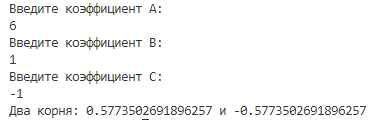 Введите коэффициент A:
6
Введите коэффициент B:
1
Введите коэффициент C:
-1
Два корня: 0.5773502691896257 и -0.5773502691896257